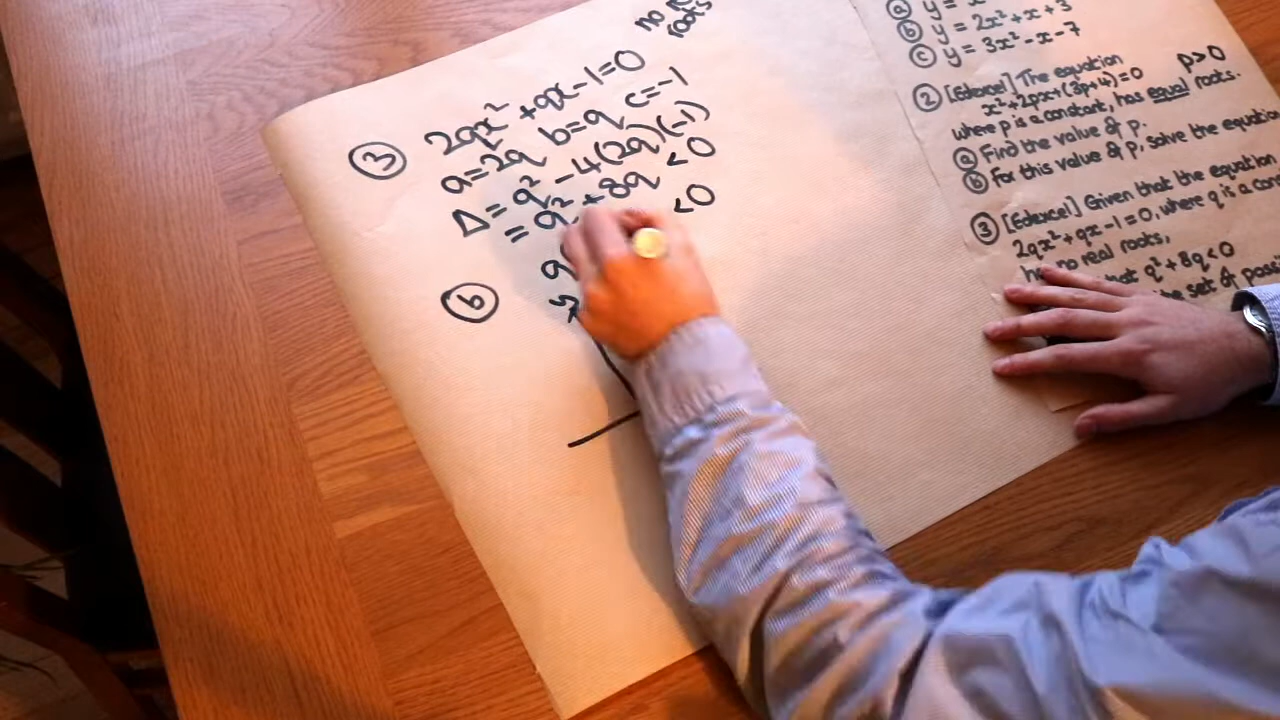 no
roots
③ 2qx² + qx - 1 = 0
a = 2q b = q c = -1
Δ = q² - 4(2q)(-1)
= q² + 8q < 0
ⓑ q
< 0
ⓐ y =
ⓑ y = 2x² + x + 3
ⓒ y = 3x² - x - 7
② [Edexcel] The equation
x² + 2px + (3p+4) = 0 p > 0
where p is a constant, has equal roots.
ⓐ Find the value of p.
ⓑ For this value of p, solve the equation
③ [Edexcel] Given that the equation
2qx² + qx - 1 = 0, where q is a
has no real roots,
that q² + 8q < 0
the set of